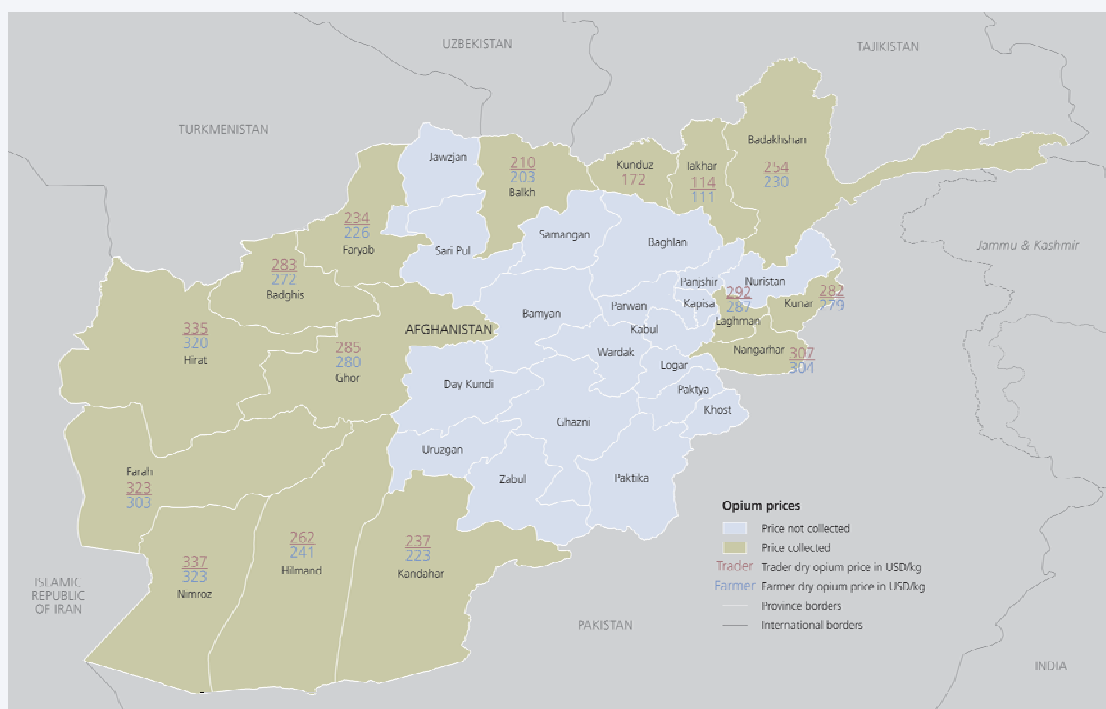 UZBEKISTAN
TAJIKISTAN
TURKMENISTAN
Jawzjan
210
203
Balkh
Kunduz
172
Takhar
114
111
Badakhshan
254
230
234
226
Faryab
Sari Pul
Samangan
Baghlan
Jammu & Kashmir
283
272
Badghis
Panjshir
Nuristan
292
287
Laghman
282
279
Kunar
Parwan
Kapisa
Bamyan
335
320
Hirat
AFGHANISTAN
Kabul
285
280
Ghor
Wardak
Nangarhar
307
304
Logar
Day Kundi
Paktya
Khost
Ghazni
Uruzgan
Farah
323
303
Zabul
Paktika
337
323
Nimroz
262
241
Hilmand
237
223
Kandahar
ISLAMIC
REPUBLIC
OF IRAN
PAKISTAN
INDIA
Opium prices
Price not collected
Price collected
Trader Trader dry opium price in USD/kg
Farmer Farmer dry opium price in USD/kg
Province borders
International borders